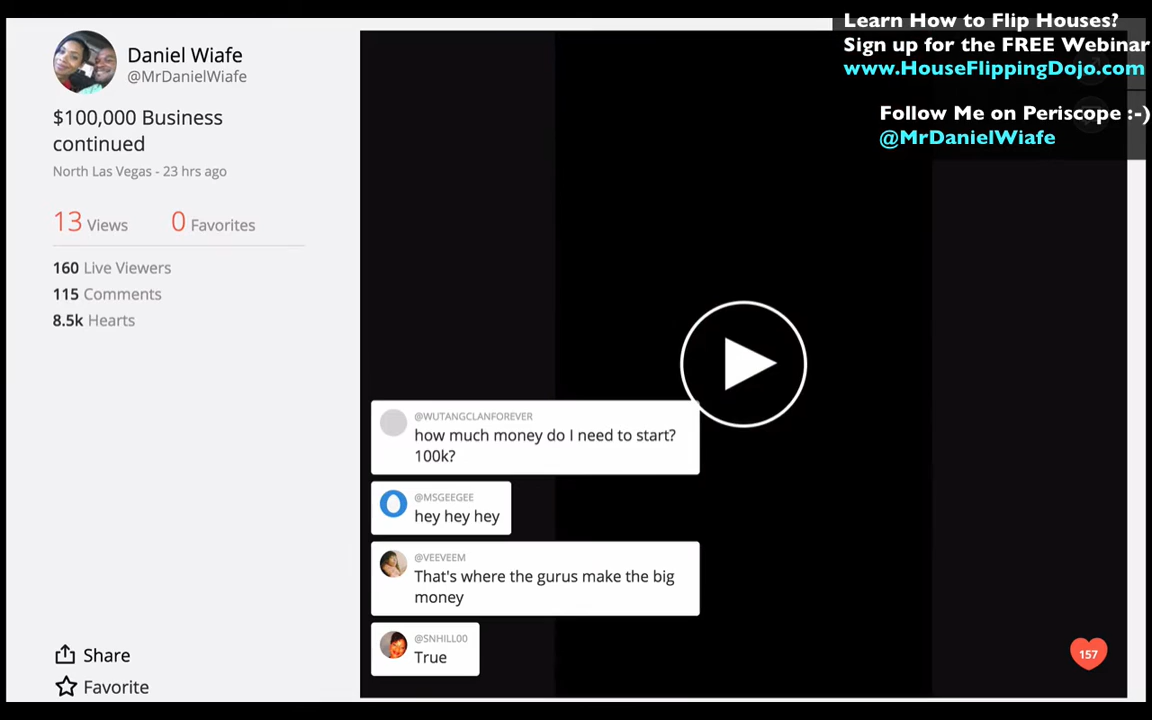 Daniel Wiafe
@MrDanielWiafe
$100,000 Business
continued
North Las Vegas - 23 hrs ago
13 Views 0 Favorites
160 Live Viewers
115 Comments
8.5k Hearts
Share
Favorite
Learn How to Flip Houses?
Sign up for the FREE Webinar
www.HouseFlippingDojo.com
Follow Me on Periscope :-)
@MrDanielWiafe
@WUTANGCLANFOREVER
how much money do I need to start?
100k?
@MSGEEGEE
hey hey hey
@VEEVEEM
That's where the gurus make the big
money
@SNHILL00
True
157